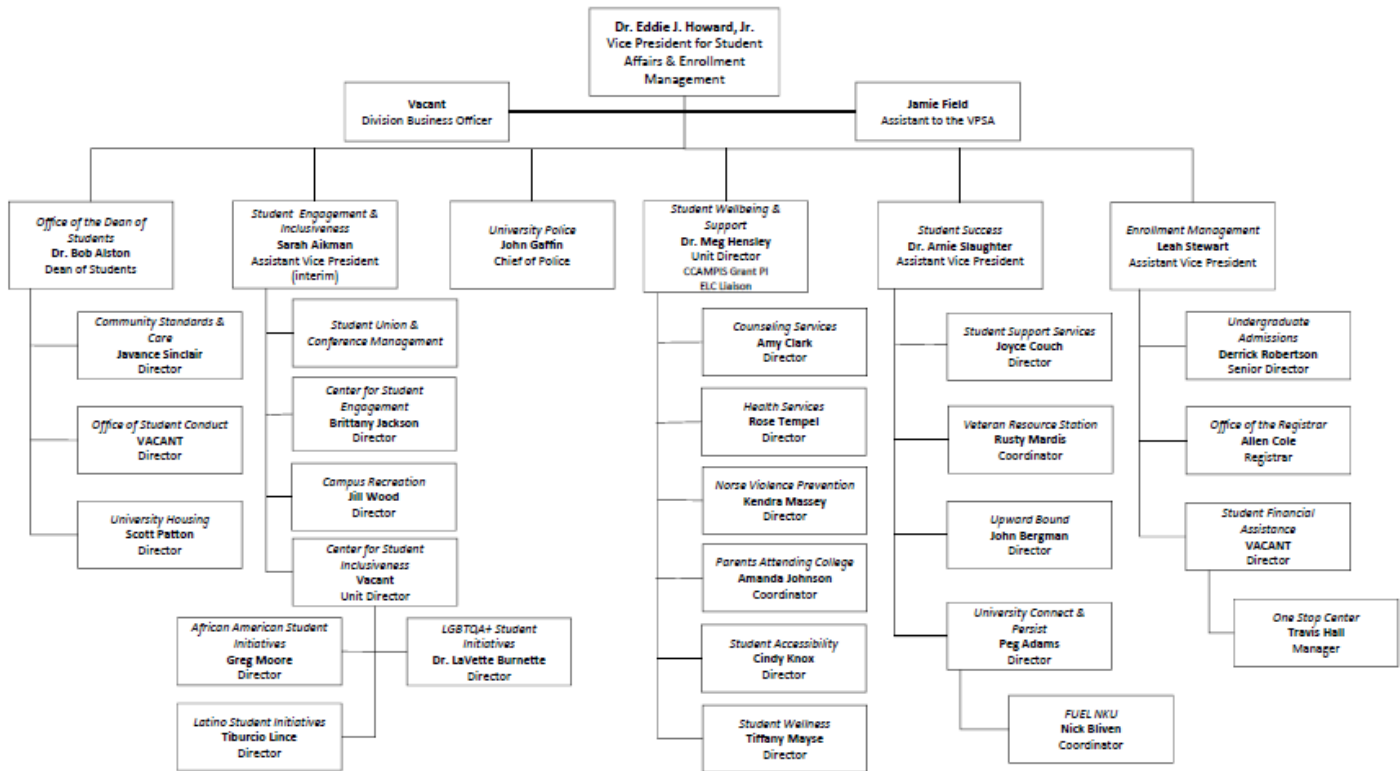 Dr. Eddie J. Howard, Jr.
Vice President for Student
Affairs & Enrollment
Management
Vacant
Division Business Officer
Jamie Field
Assistant to the VPSA
Office of the Dean of
Students
Dr. Bob Alston
Dean of Students
Student Engagement &
Inclusiveness
Sarah Aikman
Assistant Vice President
(interim)
University Police
John Gaffin
Chief of Police
Student Wellbeing &
Support
Dr. Meg Hensley
Unit Director
CCAMPIS Grant PI
ELC Liaison
Student Success
Dr. Arnie Slaughter
Assistant Vice President
Enrollment Management
Leah Stewart
Assistant Vice President
Community Standards &
Care
Javance Sinclair
Director
Office of Student Conduct
VACANT
Director
University Housing
Scott Patton
Director
Student Union &
Conference Management
Center for Student
Engagement
Brittany Jackson
Director
Campus Recreation
Jill Wood
Director
Center for Student
Inclusiveness
Vacant
Unit Director
African American Student
Initiatives
Greg Moore
Director
LGBTQA+ Student
Initiatives
Dr. LaVette Burnette
Director
Latino Student Initiatives
Tiburcio Lince
Director
Counseling Services
Amy Clark
Director
Health Services
Rose Tempel
Director
Norse Violence Prevention
Kendra Massey
Director
Parents Attending College
Amanda Johnson
Coordinator
Student Accessibility
Cindy Knox
Director
Student Wellness
Tiffany Mayse
Director
Student Support Services
Joyce Couch
Director
Veteran Resource Station
Rusty Mardis
Coordinator
Upward Bound
John Bergman
Director
University Connect &
Persist
Peg Adams
Director
FUEL NKU
Nick Bliven
Coordinator
Undergraduate
Admissions
Derrick Robertson
Senior Director
Office of the Registrar
Allen Cole
Registrar
Student Financial
Assistance
VACANT
Director
One Stop Center
Travis Hall
Manager